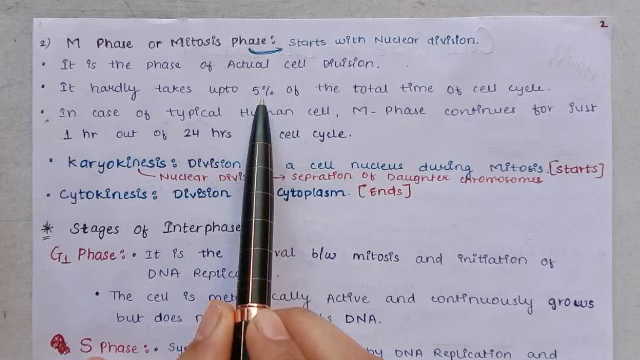 2
2) M Phase or Mitosis Phase: Starts with Nuclear division.
• It is the phase of Actual cell Division.
• It hardly takes upto 5% of the total time of cell cycle.
• In case of typical Human cell, M-Phase continues for just
1 hr out of 24 hrs cell cycle.
• Karyokinesis: Division a cell nucleus during Mitosis [Starts]
Nuclear → sepration of Daughter chromosomes
• Cytokinesis: Division Cytoplasm. [Ends]
* Stages of Interphase
G1 Phase: • It is the b/w mitosis and initiation of
DNA
• The cell is Active and continuously grows
but does DNA.
S Phase: • by DNA Replication and